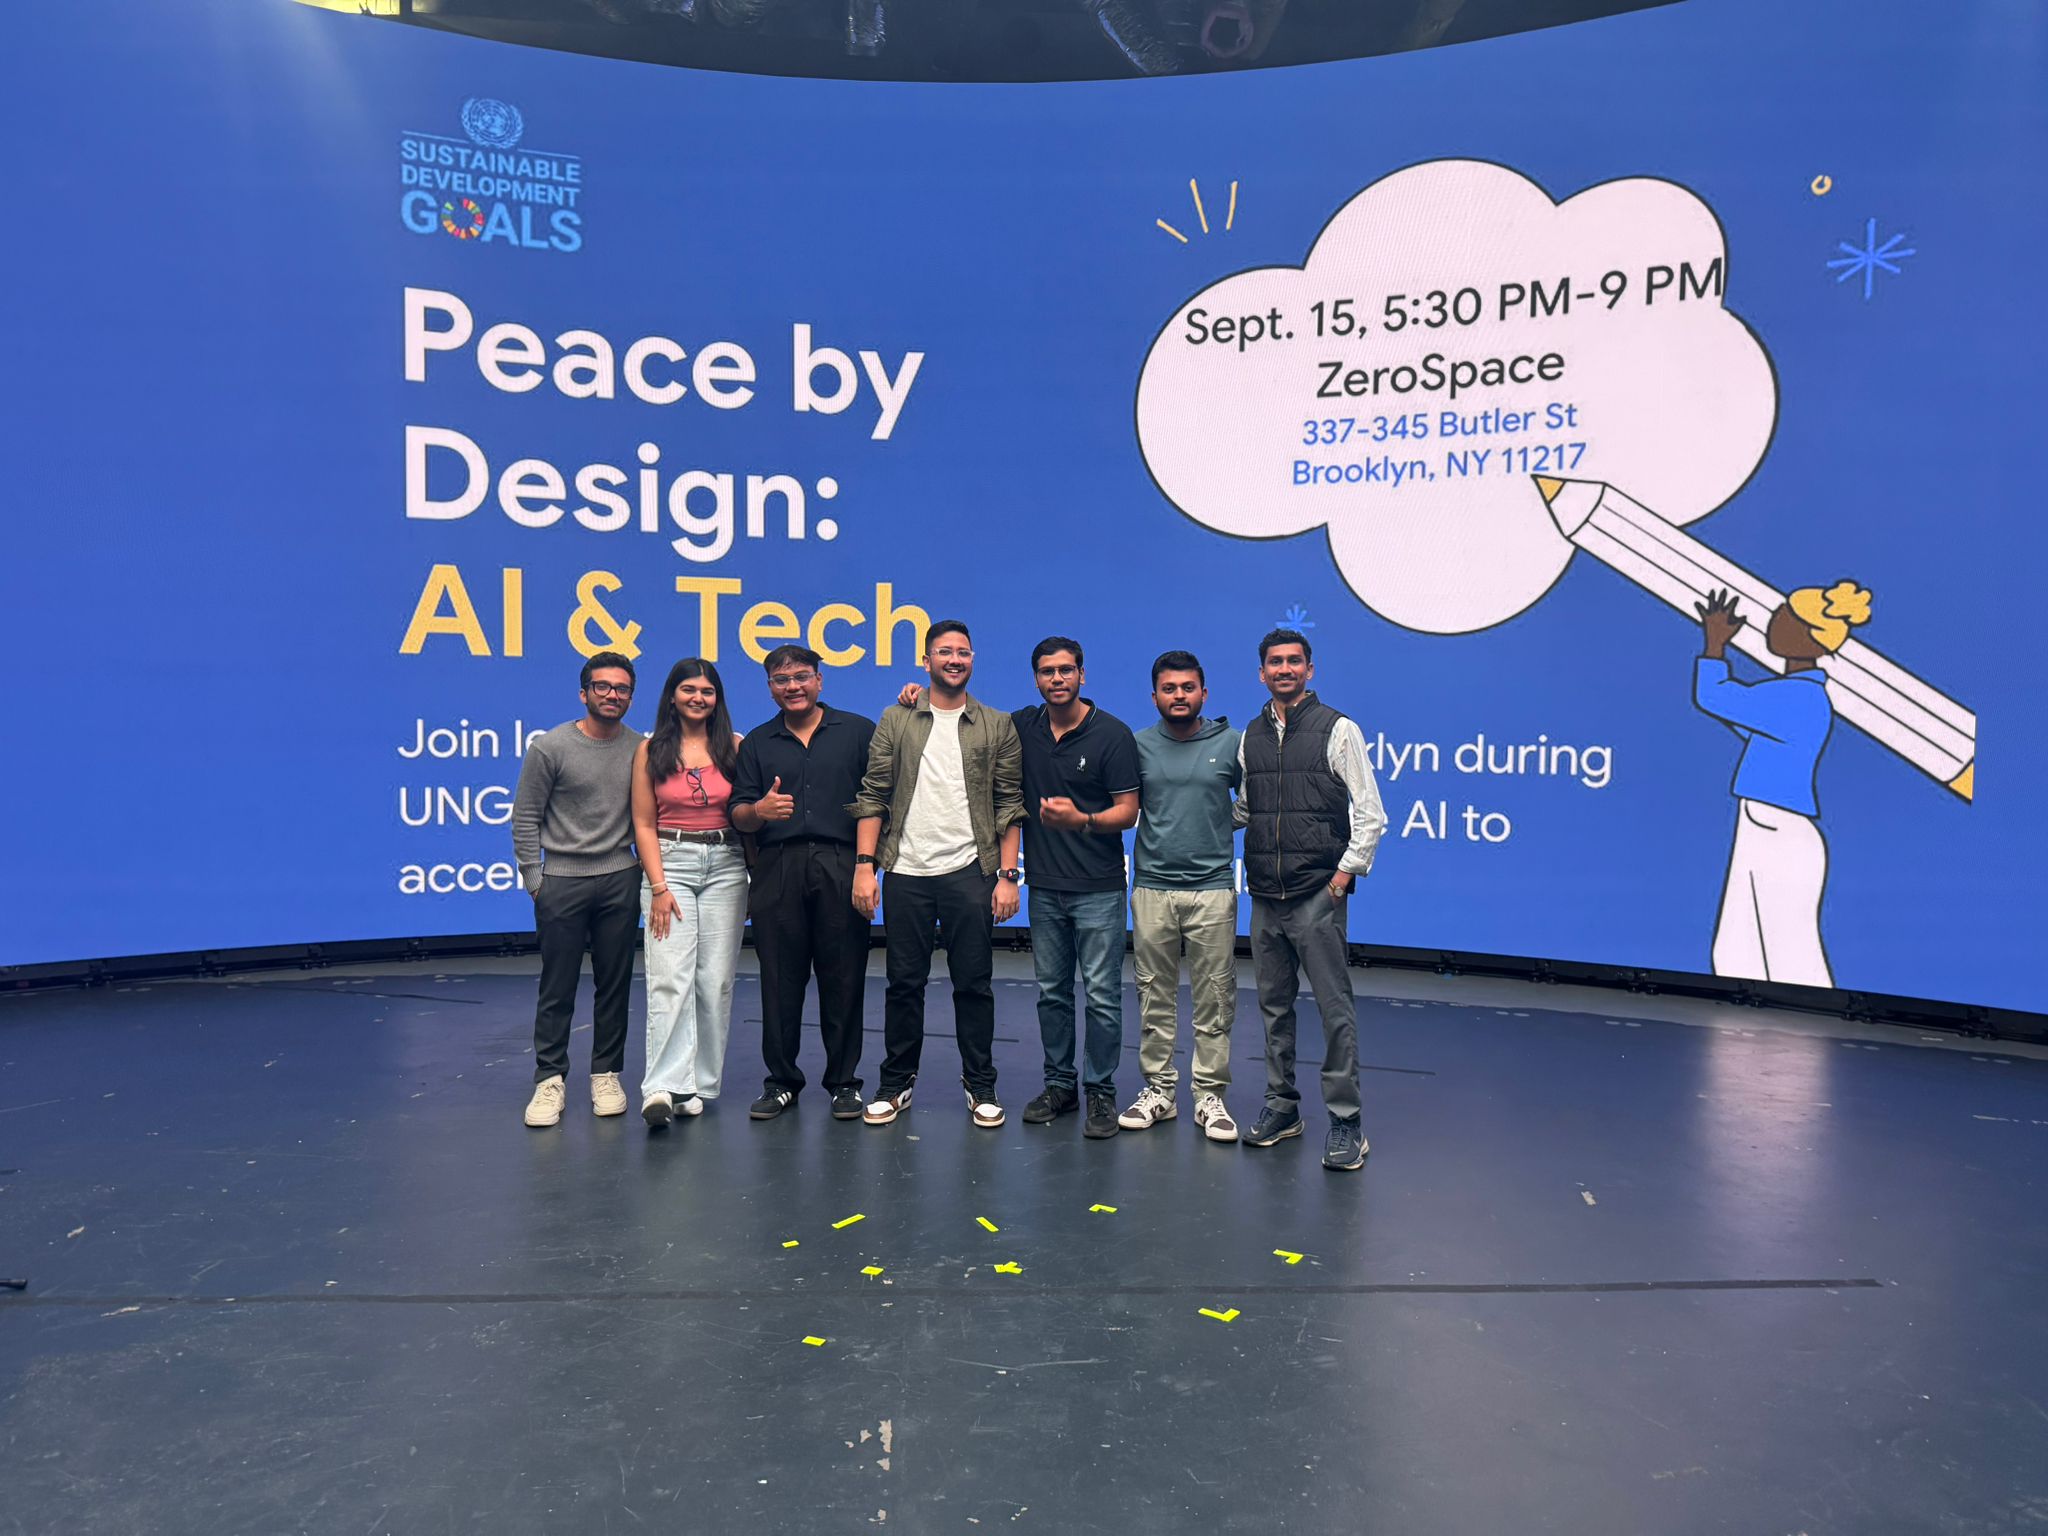 SUSTAINABLE
DEVELOPMENT
GOALS
Peace by
Design:
AI & Tech
Join
klyn during
UNG
AI to
accel
Sept. 15, 5:30 PM-9 PM
ZeroSpace
337-345 Butler St
Brooklyn, NY 11217